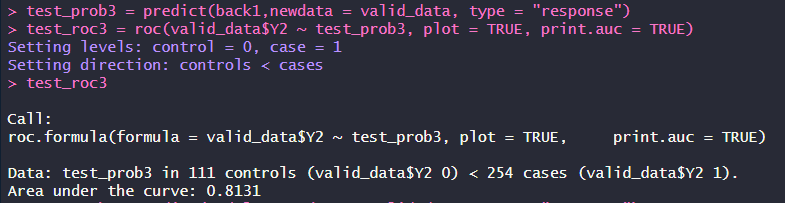 > test_prob3 = predict(back1,newdata = valid_data, type = "response")
> test_roc3 = roc(valid_data$Y2 ~ test_prob3, plot = TRUE, print.auc = TRUE)
Setting levels: control = 0, case = 1
Setting direction: controls < cases
> test_roc3
Call:
roc.formula(formula = valid_data$Y2 ~ test_prob3, plot = TRUE,     print.auc = TRUE)
Data: test_prob3 in 111 controls (valid_data$Y2 0) < 254 cases (valid_data$Y2 1).
Area under the curve: 0.8131